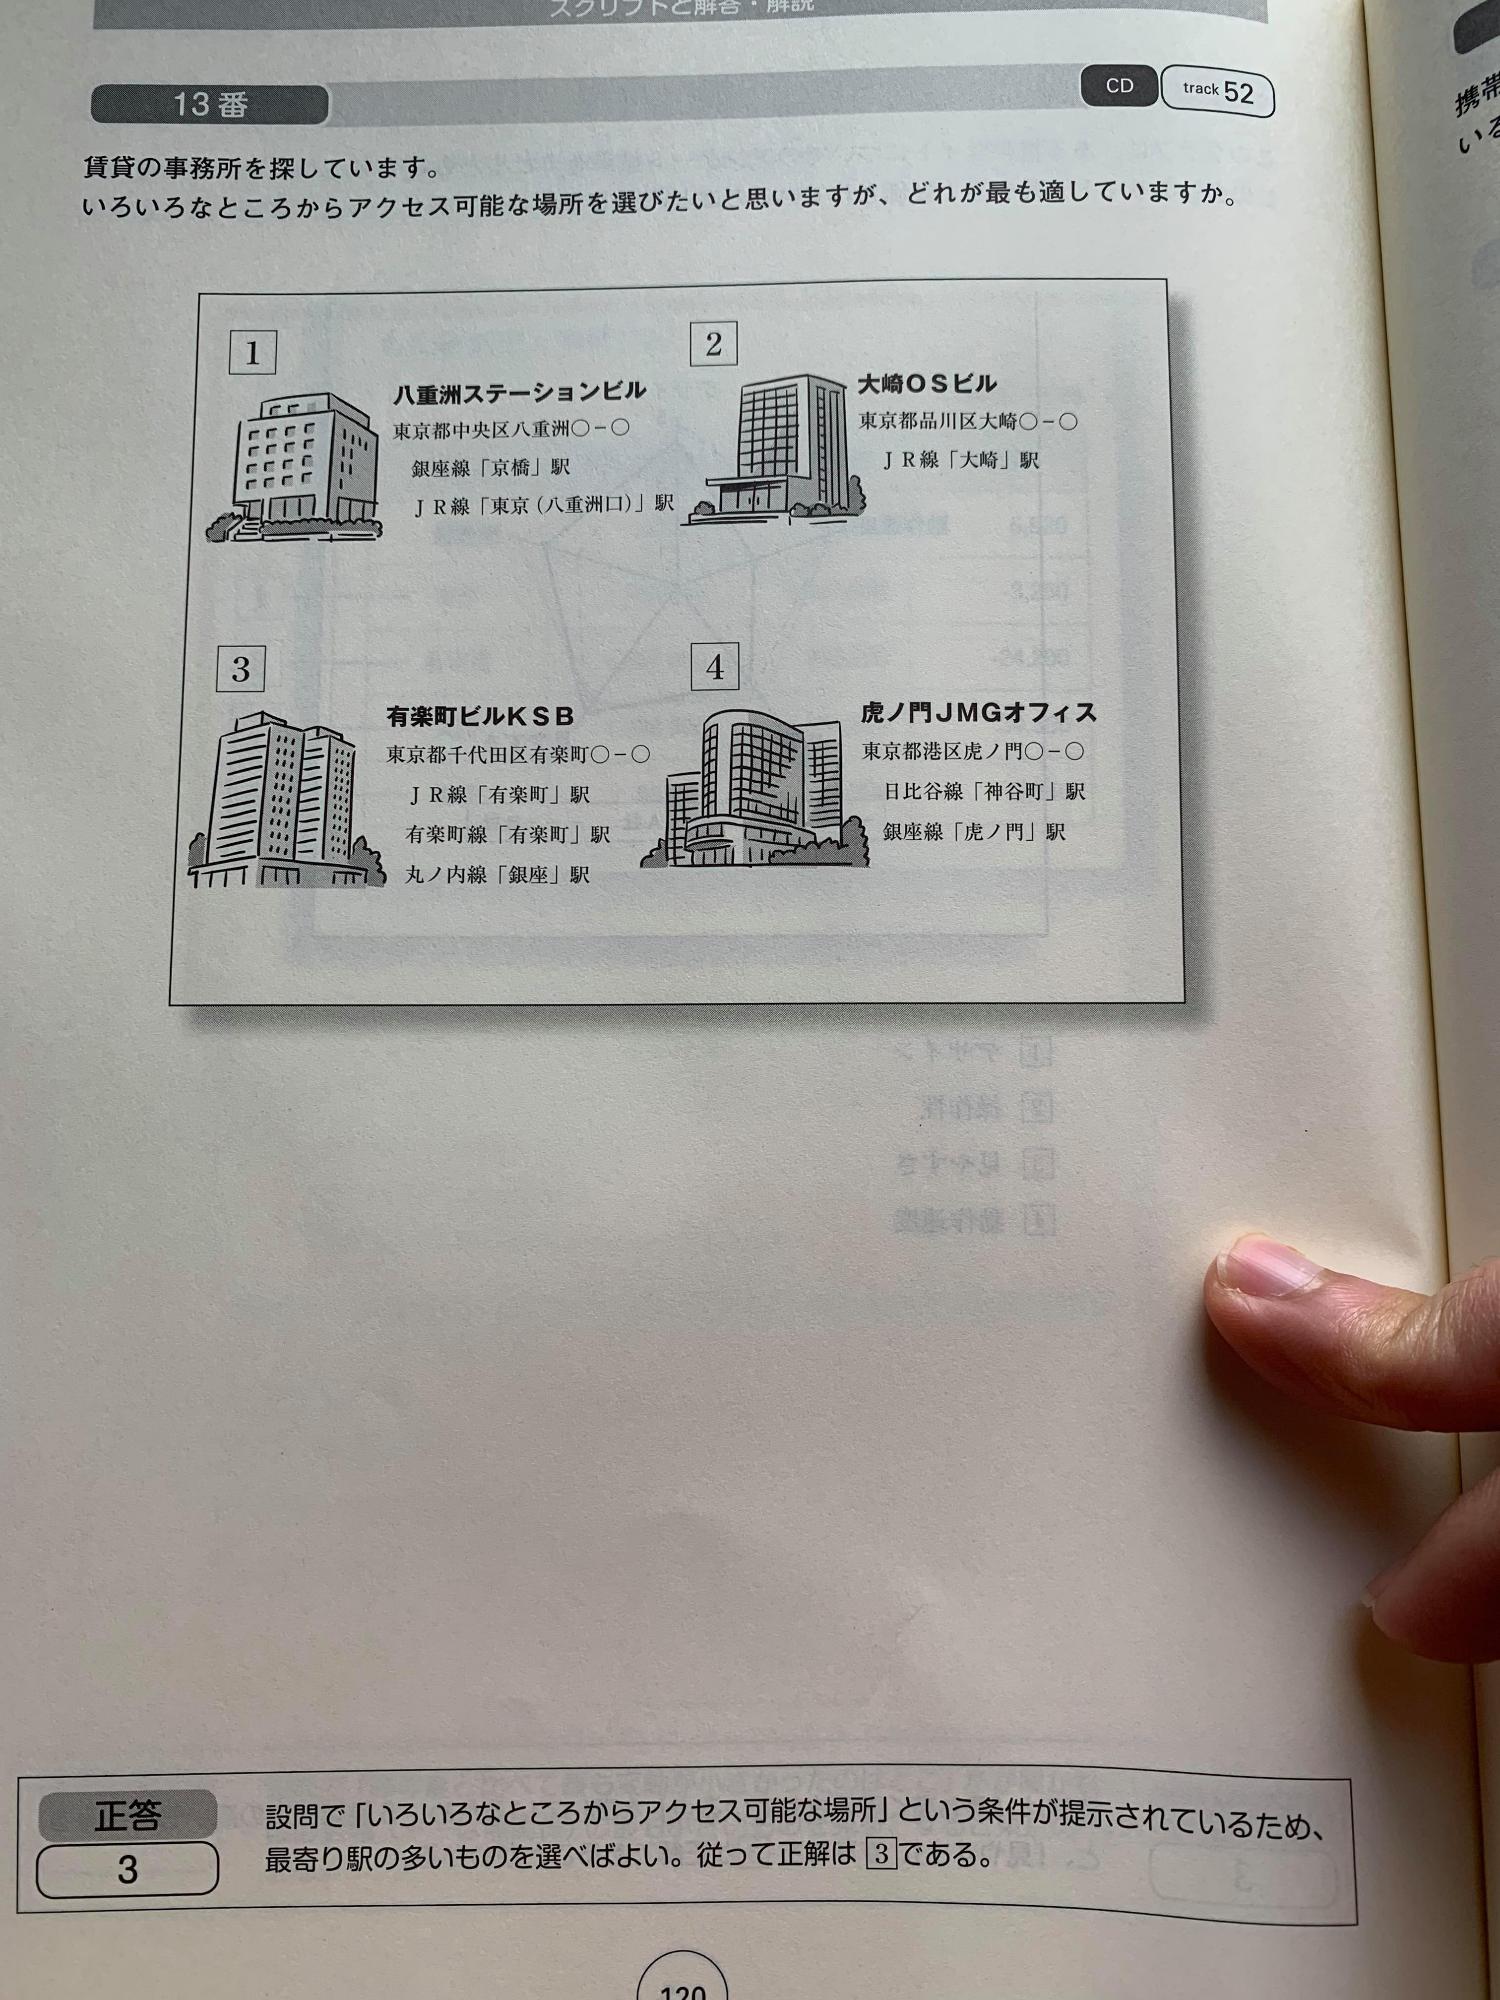 スクリプトと解答・解説
13番
CD
track 52
賃貸の事務所を探しています。
いろいろなところからアクセス可能な場所を選びたいと思いますが、どれが最も適していますか。
1
八重洲ステーションビル
東京都中央区八重洲〇−〇
銀座線「京橋」駅
JR線「東京(八重洲口)」駅
2
大崎OSビル
東京都品川区大崎〇−〇
JR線「大崎」駅
3
有楽町ビルKSB
東京都千代田区有楽町〇−〇
JR線「有楽町」駅
有楽町線「有楽町」駅
丸ノ内線「銀座」駅
4
虎ノ門JMGオフィス
東京都港区虎ノ門〇−〇
日比谷線「神谷町」駅
銀座線「虎ノ門」駅
正答
3
設問で「いろいろなところからアクセス可能な場所」という条件が提示されているため、
最寄り駅の多いものを選べばよい。従って正解は 3 である。
120
携帯
いる